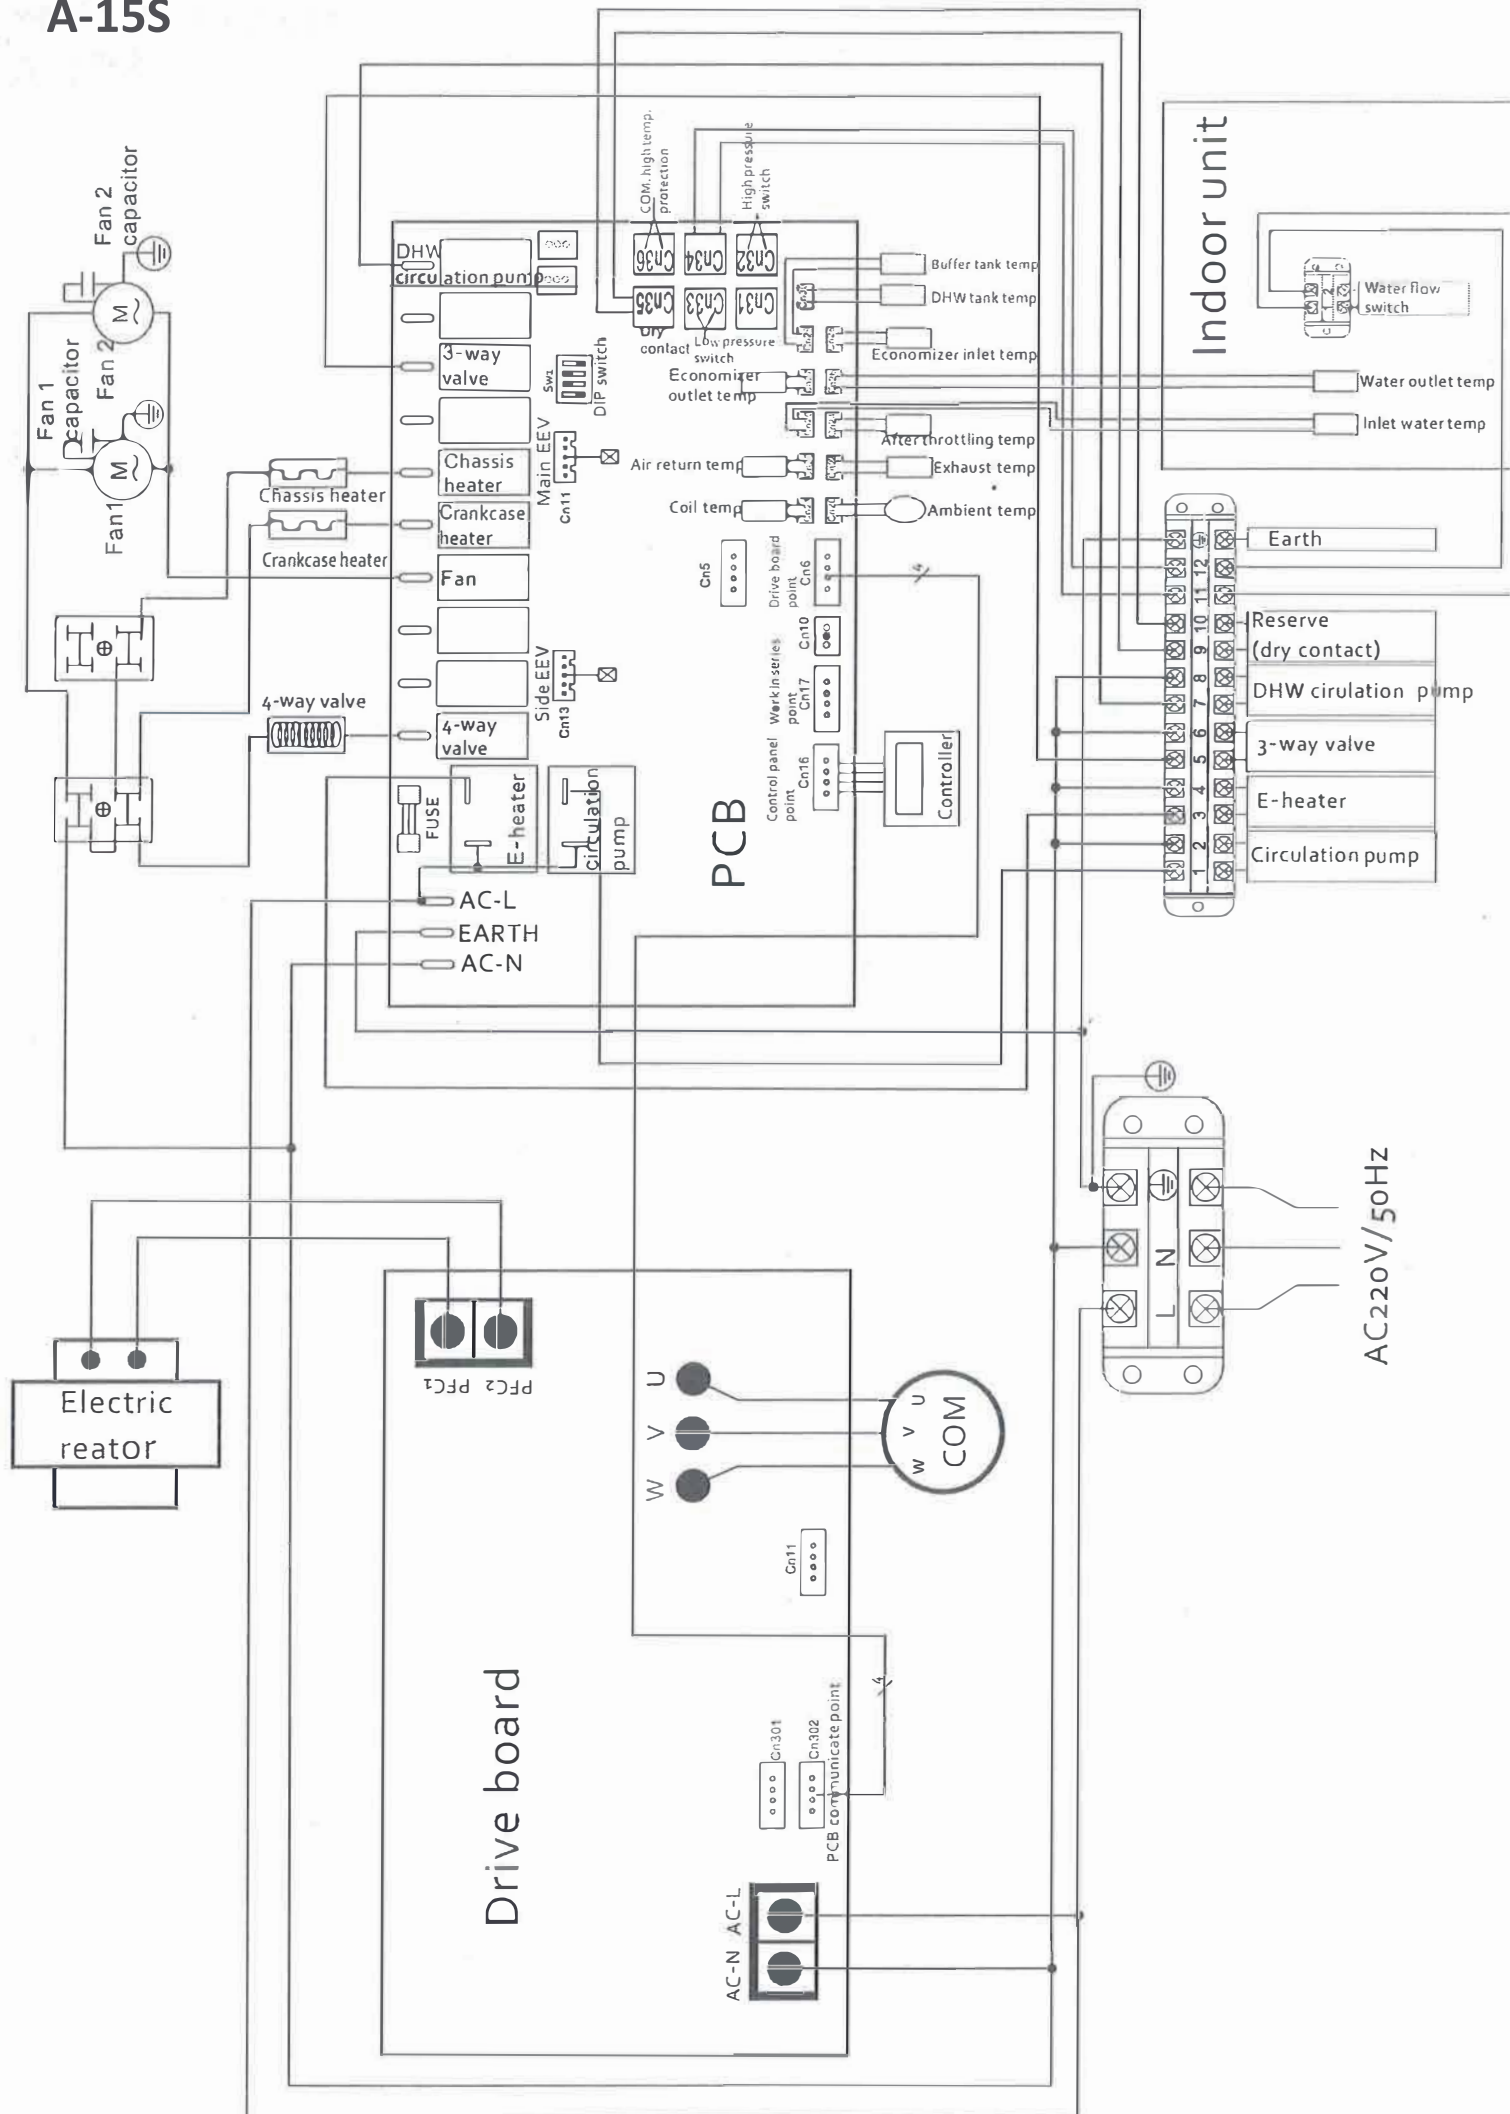 A-15S
Fan 2
capacitor
Fan 2
Fan 1
capacitor
Fan1
DHW
circulation pump
3-way
valve
Chassis
heater
Crankcase
heater
Fan
4-way
valve
Chassis heater
Crankcase heater
4-way valve
COM. high temp.
protection
High pressure
switch
Cn36
Cn34
Cn32
Cn35
Cn33
Cn31
Dry
contact
Low pressure
switch
Sw1
DIP switch
Main EEV
Cn11
Side EEV
Cn13
Buffer tank temp
DHW tank temp
Economizer inlet temp
Economizer
outlet temp
After throttling temp
Air return temp
Exhaust temp
Coil temp
Ambient temp
Cn5
Drive board
point
Cn6
Cn10
Work in series
point
Cn17
Control panel
point
Cn16
Controller
FUSE
E-heater
circulation
pump
PCB
AC-L
EARTH
AC-N
4
Indoor unit
2
1
Water flow
switch
Water outlet temp
Inlet water temp
Earth
12
11
10
9
8
7
6
5
4
3
2
1
Reserve
(dry contact)
DHW cirulation pump
3-way valve
E-heater
Circulation pump
L
N
AC220V/50Hz
Electric
reator
PFC1
PFC2
U
V
W
U
V
W
COM
Cn11
Drive board
Cn301
Cn302
PCB communicate point
4
AC-N
AC-L